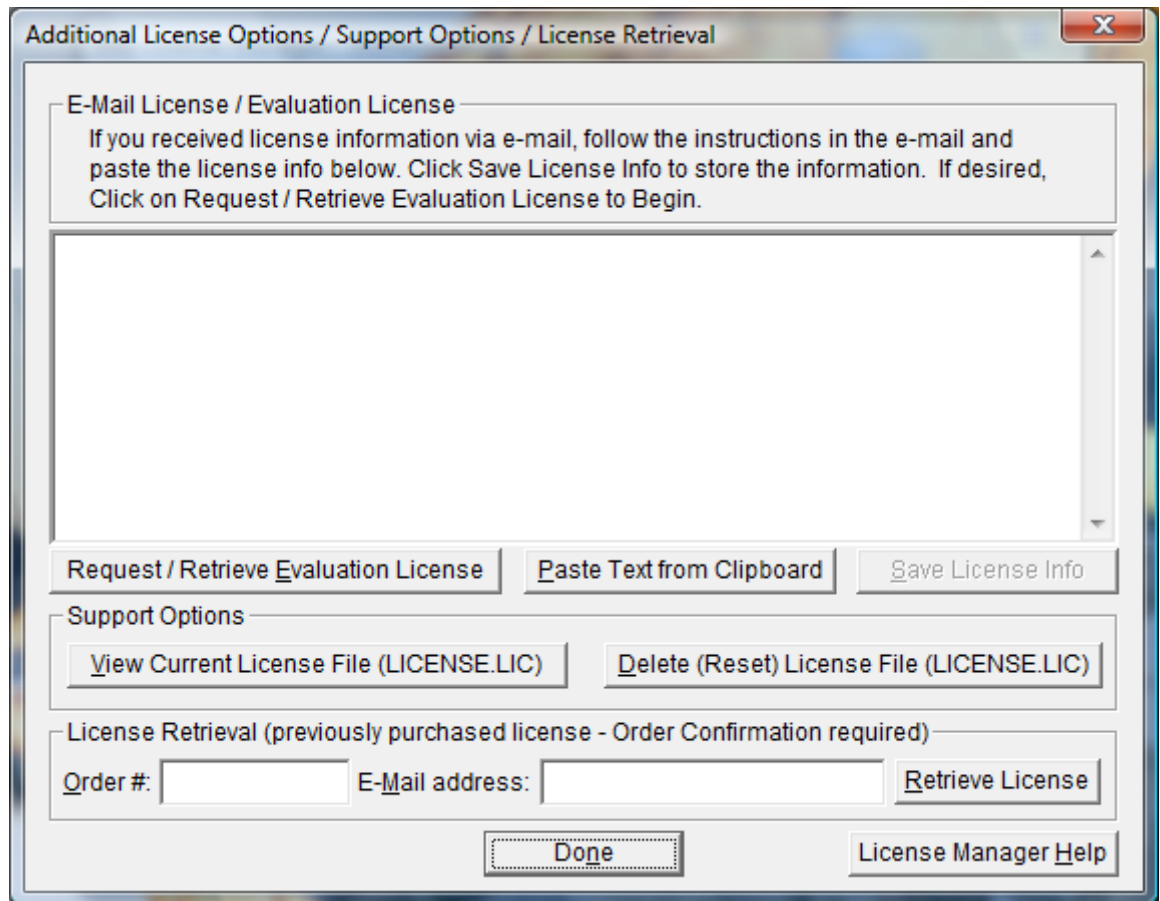 Additional License Options / Support Options / License Retrieval
E-Mail License / Evaluation License
If you received license information via e-mail, follow the instructions in the e-mail and
paste the license info below. Click Save License Info to store the information.  If desired,
Click on Request / Retrieve Evaluation License to Begin.
Request / Retrieve Evaluation License
Paste Text from Clipboard
Save License Info
Support Options
View Current License File (LICENSE.LIC)
Delete (Reset) License File (LICENSE.LIC)
License Retrieval (previously purchased license - Order Confirmation required)
Order #:
E-Mail address:
Retrieve License
Done
License Manager Help